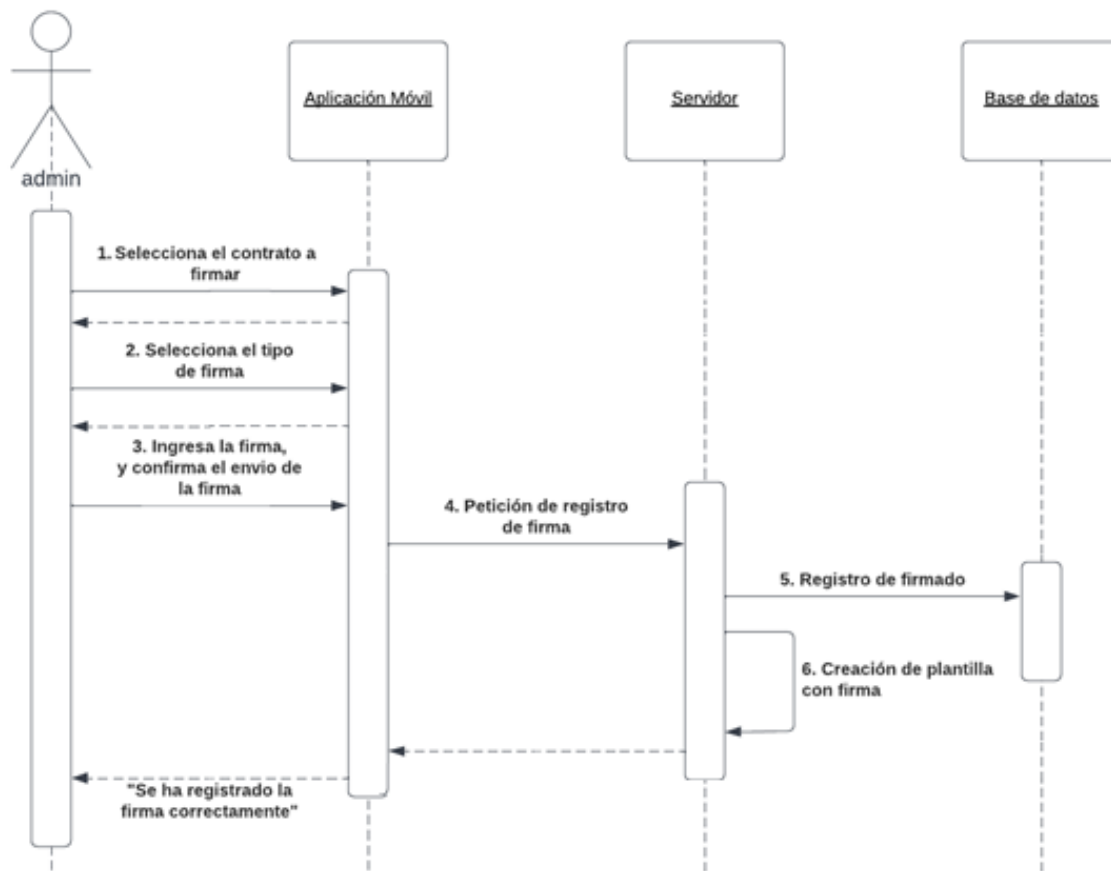 Aplicación Móvil
Servidor
Base de datos
admin
1. Selecciona el contrato a
firmar
2. Selecciona el tipo
de firma
3. Ingresa la firma,
y confirma el envio de
la firma
4. Petición de registro
de firma
5. Registro de firmado
6. Creación de plantilla
con firma
"Se ha registrado la
firma correctamente"